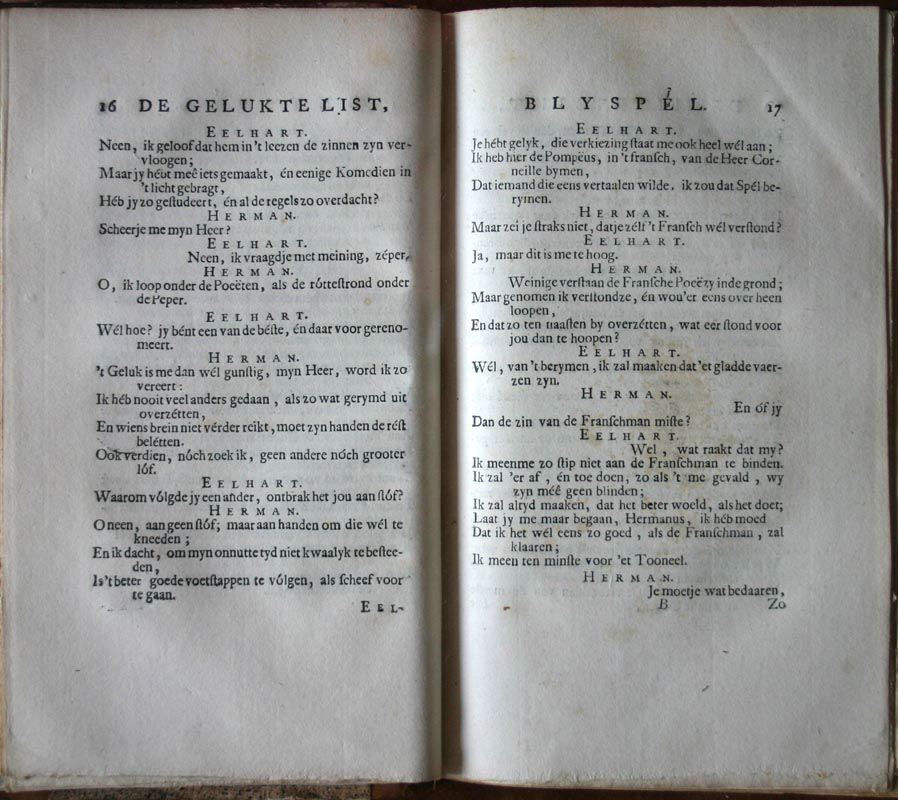 16 DE GELUKTE LIST,
EELHART.
Neen, ik geloof dat hem in 't leezen de zinnen zyn ver-
vloogen;
Maar jy hébt meê iets gemaakt, én eenige Komedien in
't licht gebragt,
Héb jy zo geſtudeert, én al de regels zo overdacht?
HERMAN.
Scheerje me myn Heer?
EELHART.
Neen, ik vraagdje met meining, zéper.
HERMAN.
O, ik loop onder de Poeëten, als de rótteſtrond onder
de Peper.
EELHART.
Wél hoe? jy bént een van de béſte, én daar voor gereno-
meert.
HERMAN.
't Geluk is me dan wél gunſtig, myn Heer, word ik zo
vereert:
Ik héb nooit veel anders gedaan, als zo wat gerymd uit
overzétten,
En wiens brein niet vérder reikt, moet zyn handen de réſt
belétten.
Ook verdien, nóch zoek ik, geen andere nóch grooter
lóf.
EELHART.
Waarom vólgde jy een ander, ontbrak het jou aan ſtóf?
HERMAN.
O neen, aan geen ſtóf; maar aan handen om die wél te
kneeden;
En ik dacht, om myn onnutte tyd niet kwaalyk te beſtee-
den,
Is 't beter goede voetſtappen te vólgen, als ſcheef voor
te gaan.
EEL-
BLYSPÉL. 17
EELHART.
Je hébt gelyk, die verkiezing ſtaat me ook heel wél aan;
Ik héb hier de Pompëus, in 't franſch, van de Heer Cor-
neille by men,
Dat iemand die eens vertaalen wilde, ik zou dat Spél be-
rymen.
HERMAN.
Maar zei je ſtraks niet, datje zélf 't Franſch wél verſtond?
EELHART.
Ja, maar dit is me te hoog.
HERMAN.
Weinige verſtaan de Franſche Poëzy in de grond;
Maar genomen ik verſtondze, én wou'er eens over heen
loopen,
En dat zo ten naaſten by overzétten, wat eer ſtond voor
jou dan te hoopen?
EELHART.
Wél, van 't berymen, ik zal maaken dat 'et gladde vaer-
zen zyn.
HERMAN.
En óf jy
Dan de zin van de Franſchman miſte?
EELHART.
Wel, wat raakt dat my?
Ik meenme zo ſtip niet aan de Franſchman te binden.
Ik zal 'er af, én toe doen, zo als 't me gevald, wy
zyn méê geen blinden;
Ik zal altyd maaken, dat het beter woeld, als het doet;
Laat jy me maar begaan, Hermanus, ik héb moed
Dat ik het wél eens zo goed, als de Franſchman, zal
klaaren;
Ik meen ten minſte voor 'et Tooneel.
HERMAN.
Je moetje wat bedaaren,
B Zo